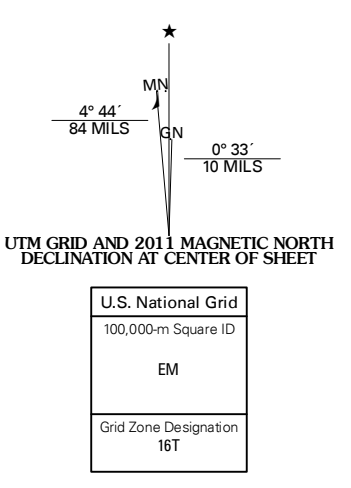 ★
MN
4° 44´
84 MILS
GN
0° 33´
10 MILS
UTM GRID AND 2011 MAGNETIC NORTH
DECLINATION AT CENTER OF SHEET
U.S. National Grid
100,000-m Square ID
EM
Grid Zone Designation
16T